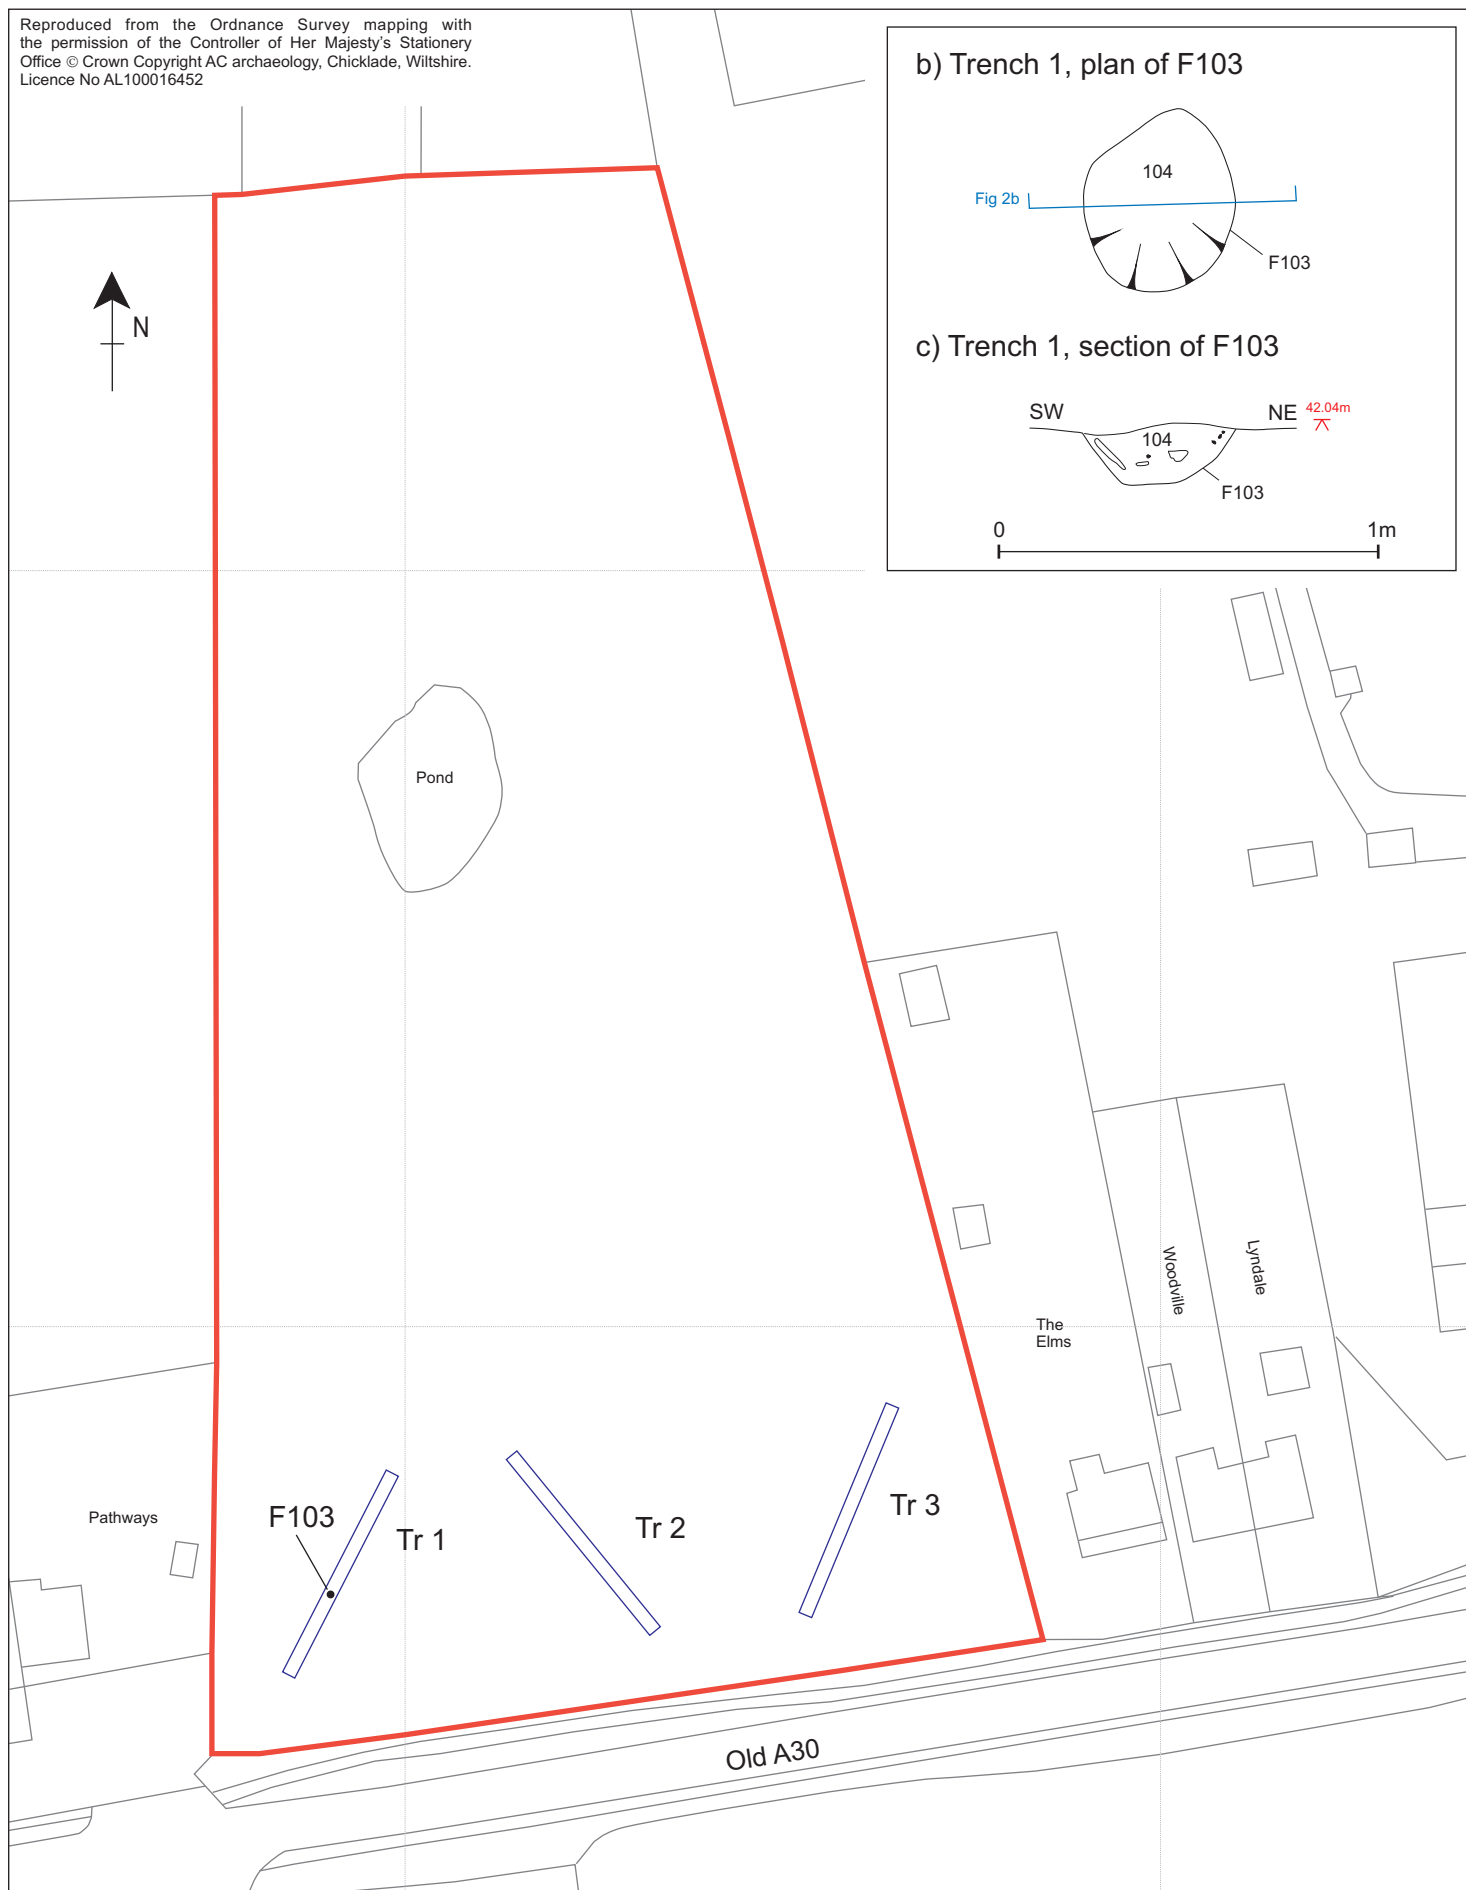 Reproduced from the Ordnance Survey mapping with
the permission of the Controller of Her Majesty's Stationery
Office © Crown Copyright AC archaeology, Chicklade, Wiltshire.
Licence No AL100016452
b) Trench 1, plan of F103
104
Fig 2b
F103
c) Trench 1, section of F103
SW
NE
42.04m
104
F103
0
1m
N
Pond
Woodville
Lyndale
The
Elms
Pathways
F103
Tr 1
Tr 2
Tr 3
Old A30